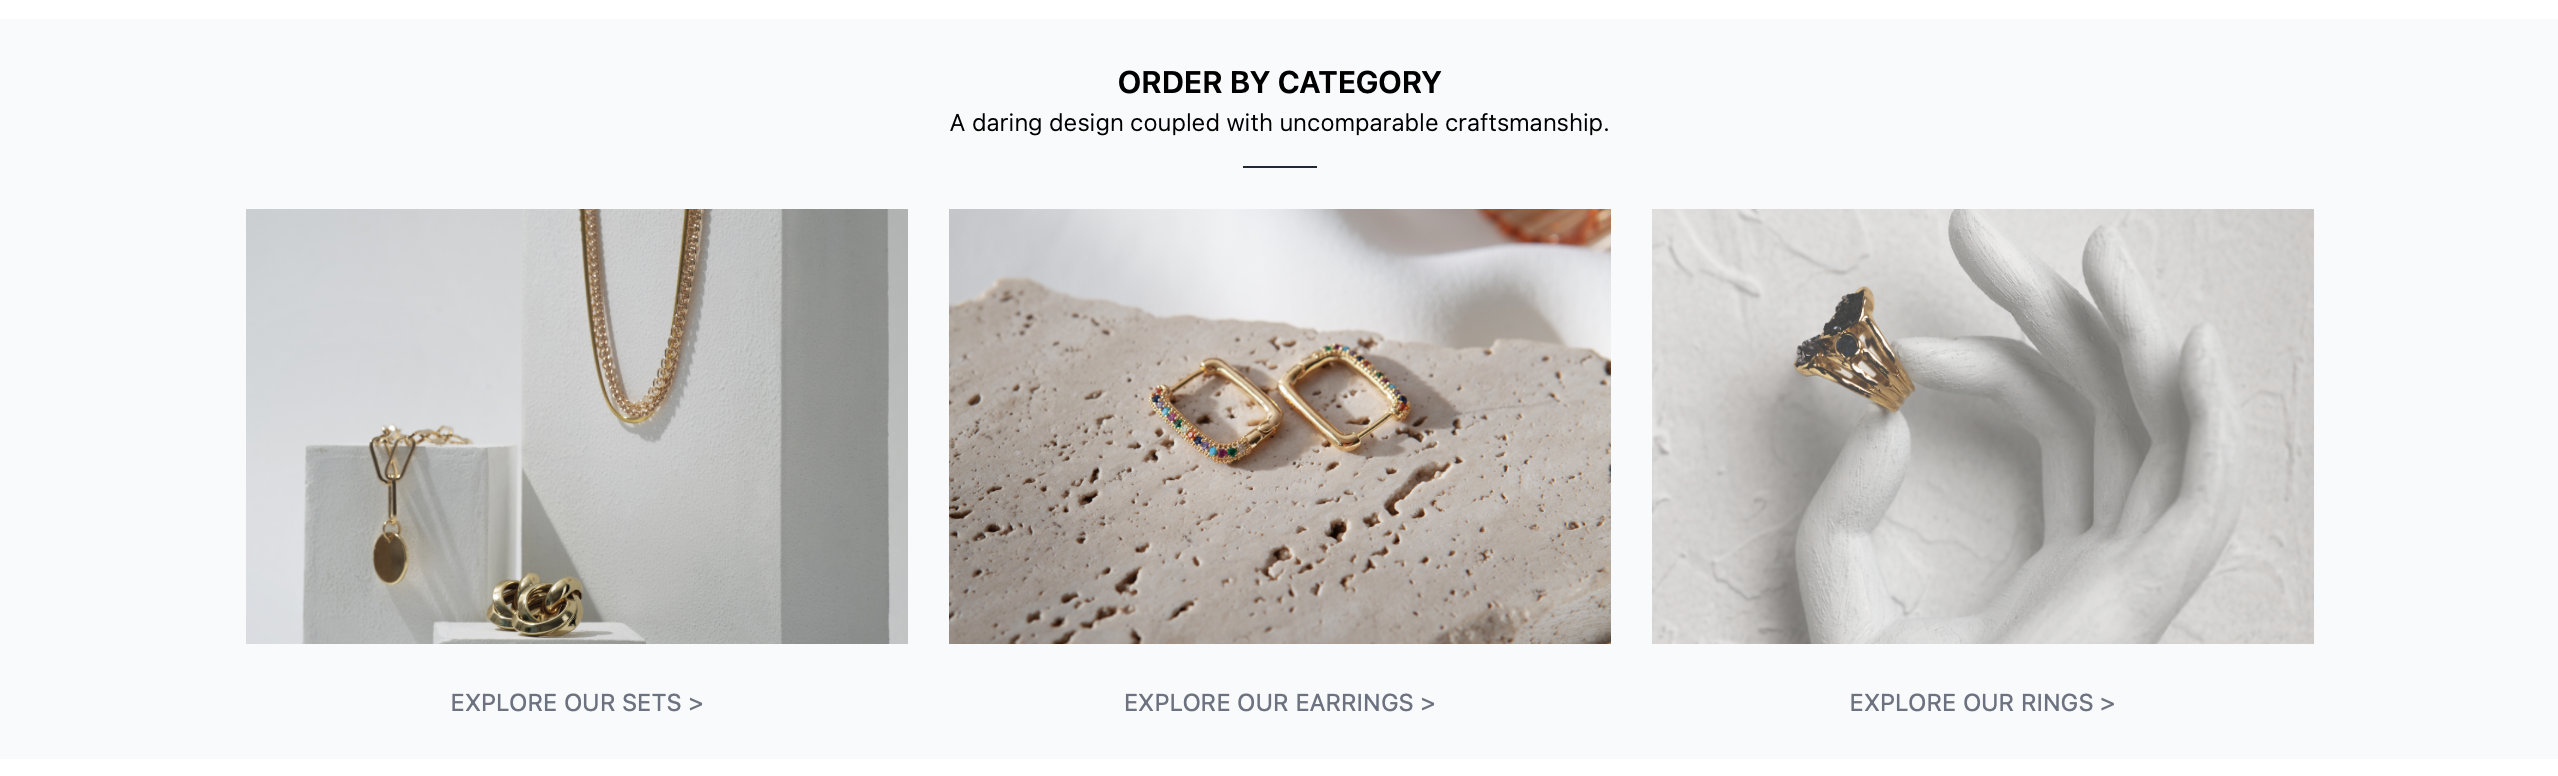 ORDER BY CATEGORY
A daring design coupled with uncomparable craftsmanship.
EXPLORE OUR SETS >
EXPLORE OUR EARRINGS >
EXPLORE OUR RINGS >